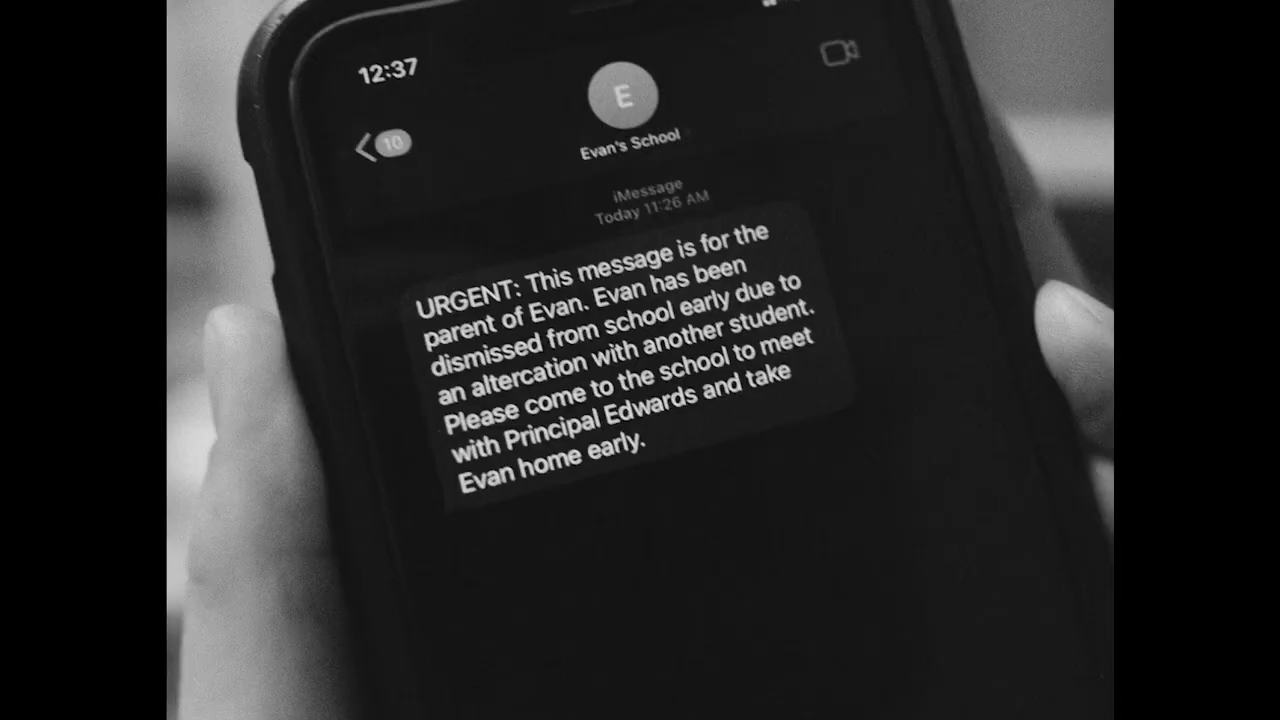 12:37
10
E
Evan's School
iMessage
Today 11:26 AM
URGENT: This message is for the
parent of Evan. Evan has been
dismissed from school early due to
an altercation with another student.
Please come to the school to meet
with Principal Edwards and take
Evan home early.